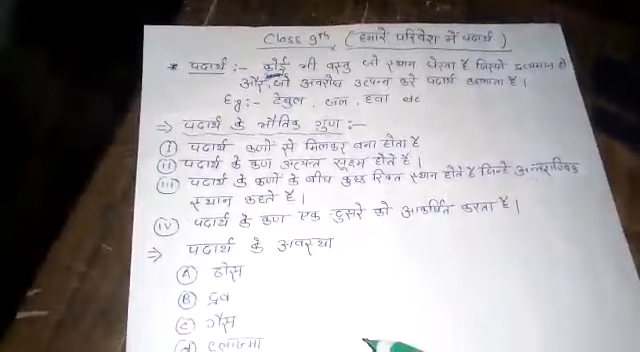 Class 9th ( हमारे परिवेश में पदार्थ )
* पदार्थ :- कोई भी वस्तु जो स्थान घेरता है जिसमें द्रव्यमान हो
और जो अवरोध उत्पन्न करे पदार्थ कहलाता है।
Eg:- टेबुल, जल, हवा etc
⇒ पदार्थ के भौतिक गुण :-
(I) पदार्थ कणों से मिलकर बना होता है
(II) पदार्थ के कण अत्यन्त सूक्ष्म होते है।
(III) पदार्थ के कणों के बीच कुछ रिक्त स्थान होते है जिन्हें अन्तराण्विक
स्थान कहते है।
(IV) पदार्थ के कण एक दुसरे को आकर्षित करता है।
⇒ पदार्थ के अवस्था
(A) ठोस
(B) द्रव
(C) गैस
(d) प्लाज्मा